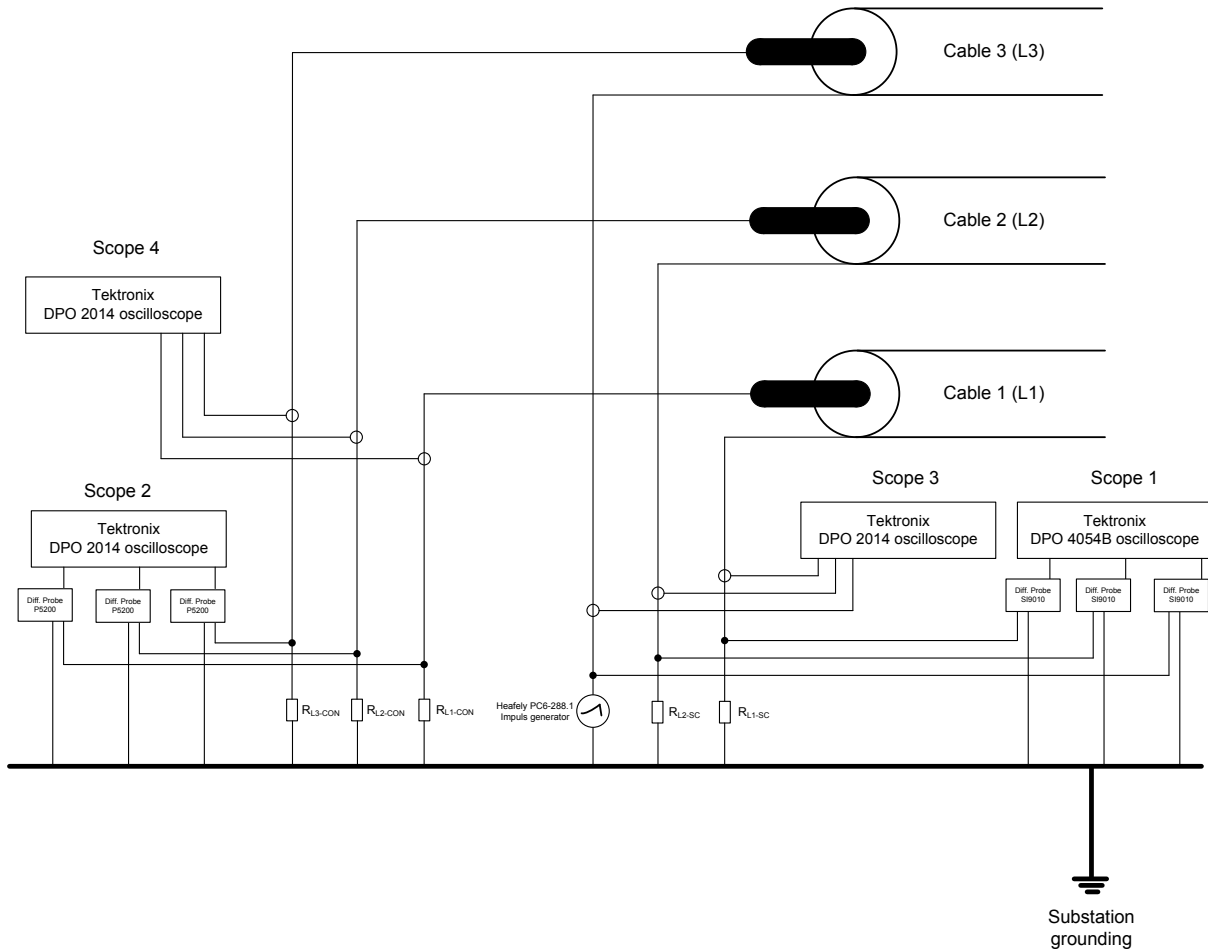 Cable 3 (L3)
Cable 2 (L2)
Scope 4
Tektronix
DPO 2014 oscilloscope
Cable 1 (L1)
Scope 2
Tektronix
DPO 2014 oscilloscope
Diff. Probe
P5200
Diff. Probe
P5200
Diff. Probe
P5200
Scope 3
Tektronix
DPO 2014 oscilloscope
Scope 1
Tektronix
DPO 4054B oscilloscope
Diff. Probe
SI9010
Diff. Probe
SI9010
Diff. Probe
SI9010
RL3-CON
RL2-CON
RL1-CON
Heafely PC6-288.1
Impuls generator
RL2-SC
RL1-SC
Substation
grounding